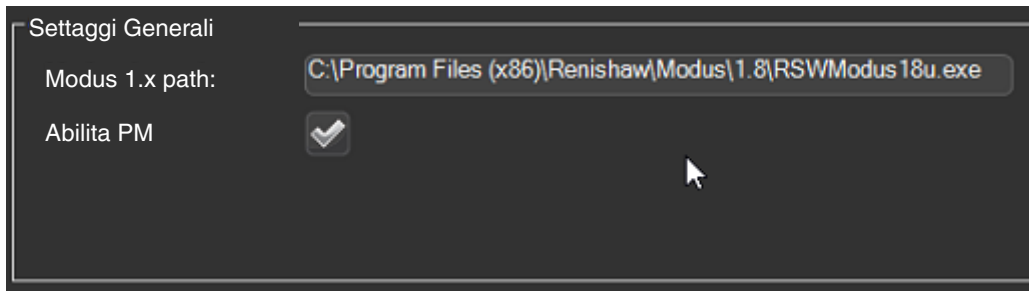 Settaggi Generali
Modus 1.x path: C:\Program Files (x86)\Renishaw\Modus\1.8\RSWModus18u.exe
Abilita PM